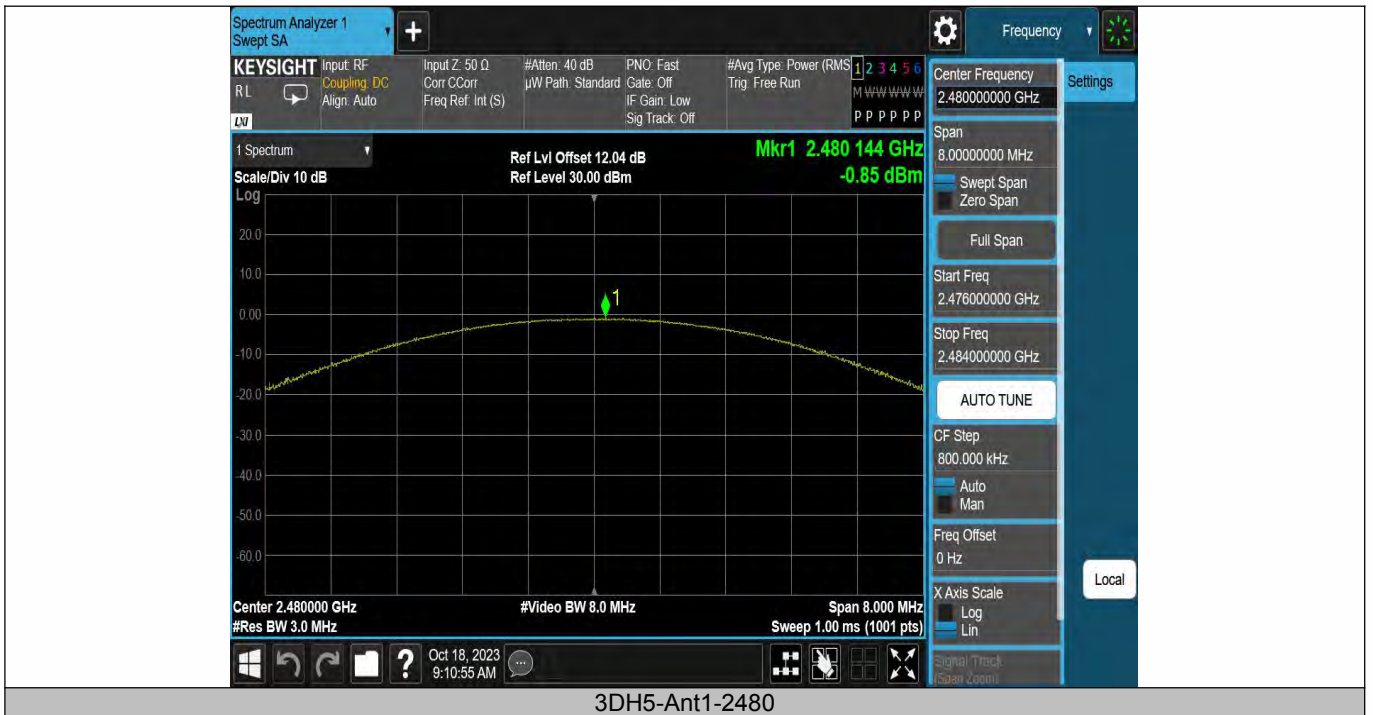 Spectrum Analyzer 1
Swept SA
+
Frequency
KEYSIGHT
RL
LXI
Input: RF
Coupling: DC
Align: Auto
Input Z: 50 Ω
Corr CCorr
Freq Ref: Int (S)
#Atten: 40 dB
µW Path: Standard
PNO: Fast
Gate: Off
IF Gain: Low
Sig Track: Off
#Avg Type: Power (RMS
Trig: Free Run
1 2 3 4 5 6
M W W W W W
P P P P P P
1 Spectrum
Scale/Div 10 dB
Log
Ref Lvl Offset 12.04 dB
Ref Level 30.00 dBm
Mkr1 2.480 144 GHz
-0.85 dBm
20.0
10.0
0.00
-10.0
-20.0
-30.0
-40.0
-50.0
-60.0
1
Center 2.480000 GHz
#Res BW 3.0 MHz
#Video BW 8.0 MHz
Span 8.000 MHz
Sweep 1.00 ms (1001 pts)
Center Frequency
2.480000000 GHz
Settings
Span
8.00000000 MHz
Swept Span
Zero Span
Full Span
Start Freq
2.476000000 GHz
Stop Freq
2.484000000 GHz
AUTO TUNE
CF Step
800.000 kHz
Auto
Man
Freq Offset
0 Hz
X Axis Scale
Log
Lin
Signal Track
(Span Zoom)
Local
?
Oct 18, 2023
9:10:55 AM
3DH5-Ant1-2480